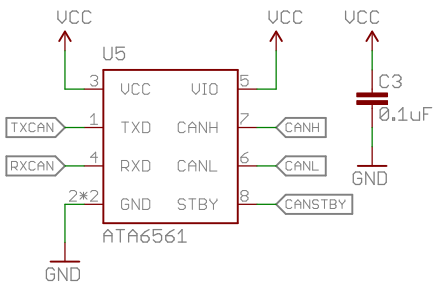 VCC VCC VCC
U5
3 VCC VIO 5
C3
TXCAN 1 TXD CANH 7 CANH
0.1uF
RXCAN 4 RXD CANL 6 CANL
GND
2*2 GND STBY 8 CANSTBY
ATA6561
GND